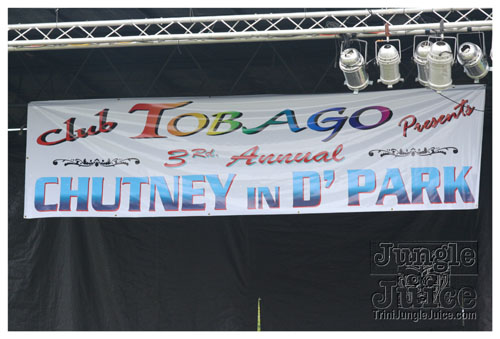 Club TOBAGO Presents
3Rd Annual
CHUTNEY IN D' PARK
Jungle
Juice
TriniJungleJuice.com